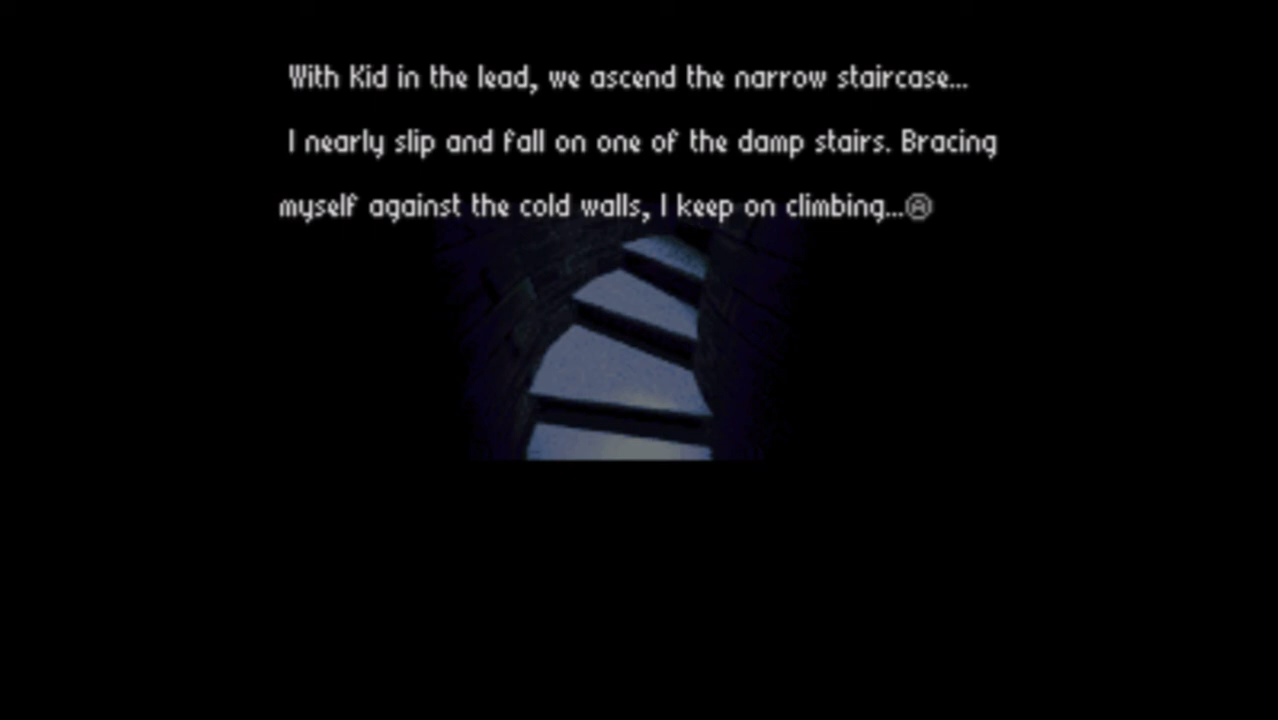 With Kid in the lead, we ascend the narrow staircase...
I nearly slip and fall on one of the damp stairs. Bracing
myself against the cold walls, I keep on climbing...Ⓐ